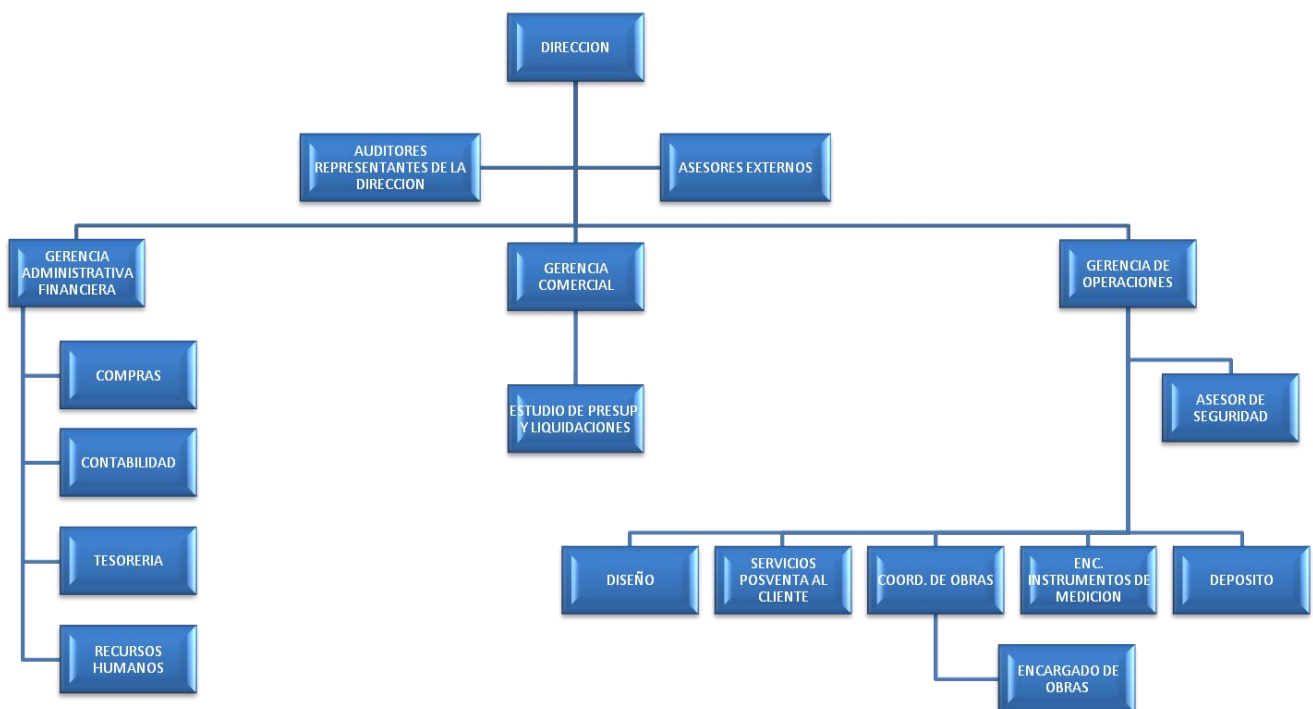 DIRECCION
AUDITORES
REPRESENTANTES DE LA
DIRECCION
ASESORES EXTERNOS
GERENCIA
ADMINISTRATIVA
FINANCIERA
GERENCIA
COMERCIAL
GERENCIA DE
OPERACIONES
COMPRAS
CONTABILIDAD
TESORERIA
RECURSOS
HUMANOS
ESTUDIO DE PRESUP.
Y LIQUIDACIONES
ASESOR DE
SEGURIDAD
DISEÑO
SERVICIOS
POSVENTA AL
CLIENTE
COORD. DE OBRAS
ENC.
INSTRUMENTOS DE
MEDICION
DEPOSITO
ENCARGADO DE
OBRAS